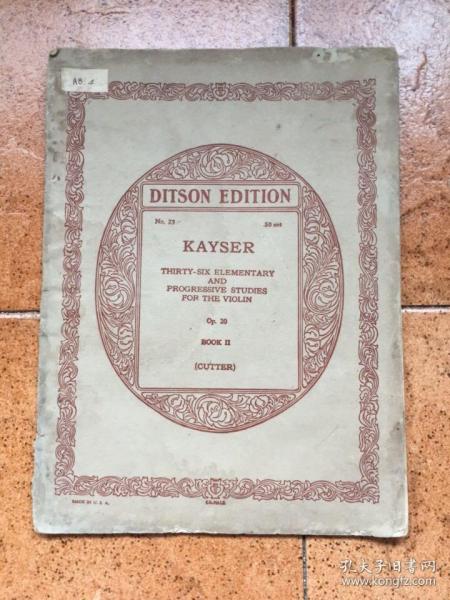 DITSON EDITION
No. 23
50 net
KAYSER
THIRTY-SIX ELEMENTARY
AND
PROGRESSIVE STUDIES
FOR THE VIOLIN
Op. 20
BOOK II
(CUTTER)
MADE IN U. S. A.
孔夫子旧书网
www.kongfz.com